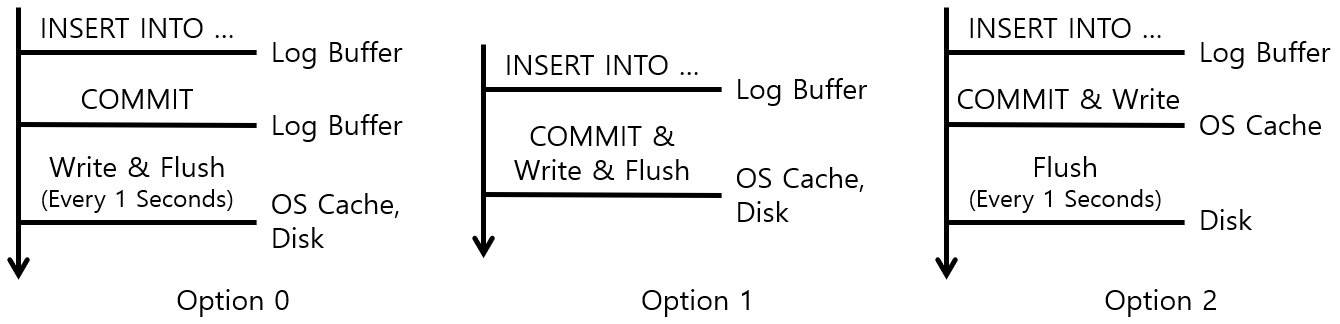 INSERT INTO ...
Log Buffer
COMMIT
Log Buffer
Write & Flush
(Every 1 Seconds)
OS Cache,
Disk
Option 0
INSERT INTO ...
Log Buffer
COMMIT &
Write & Flush
OS Cache,
Disk
Option 1
INSERT INTO ...
Log Buffer
COMMIT & Write
OS Cache
Flush
(Every 1 Seconds)
Disk
Option 2